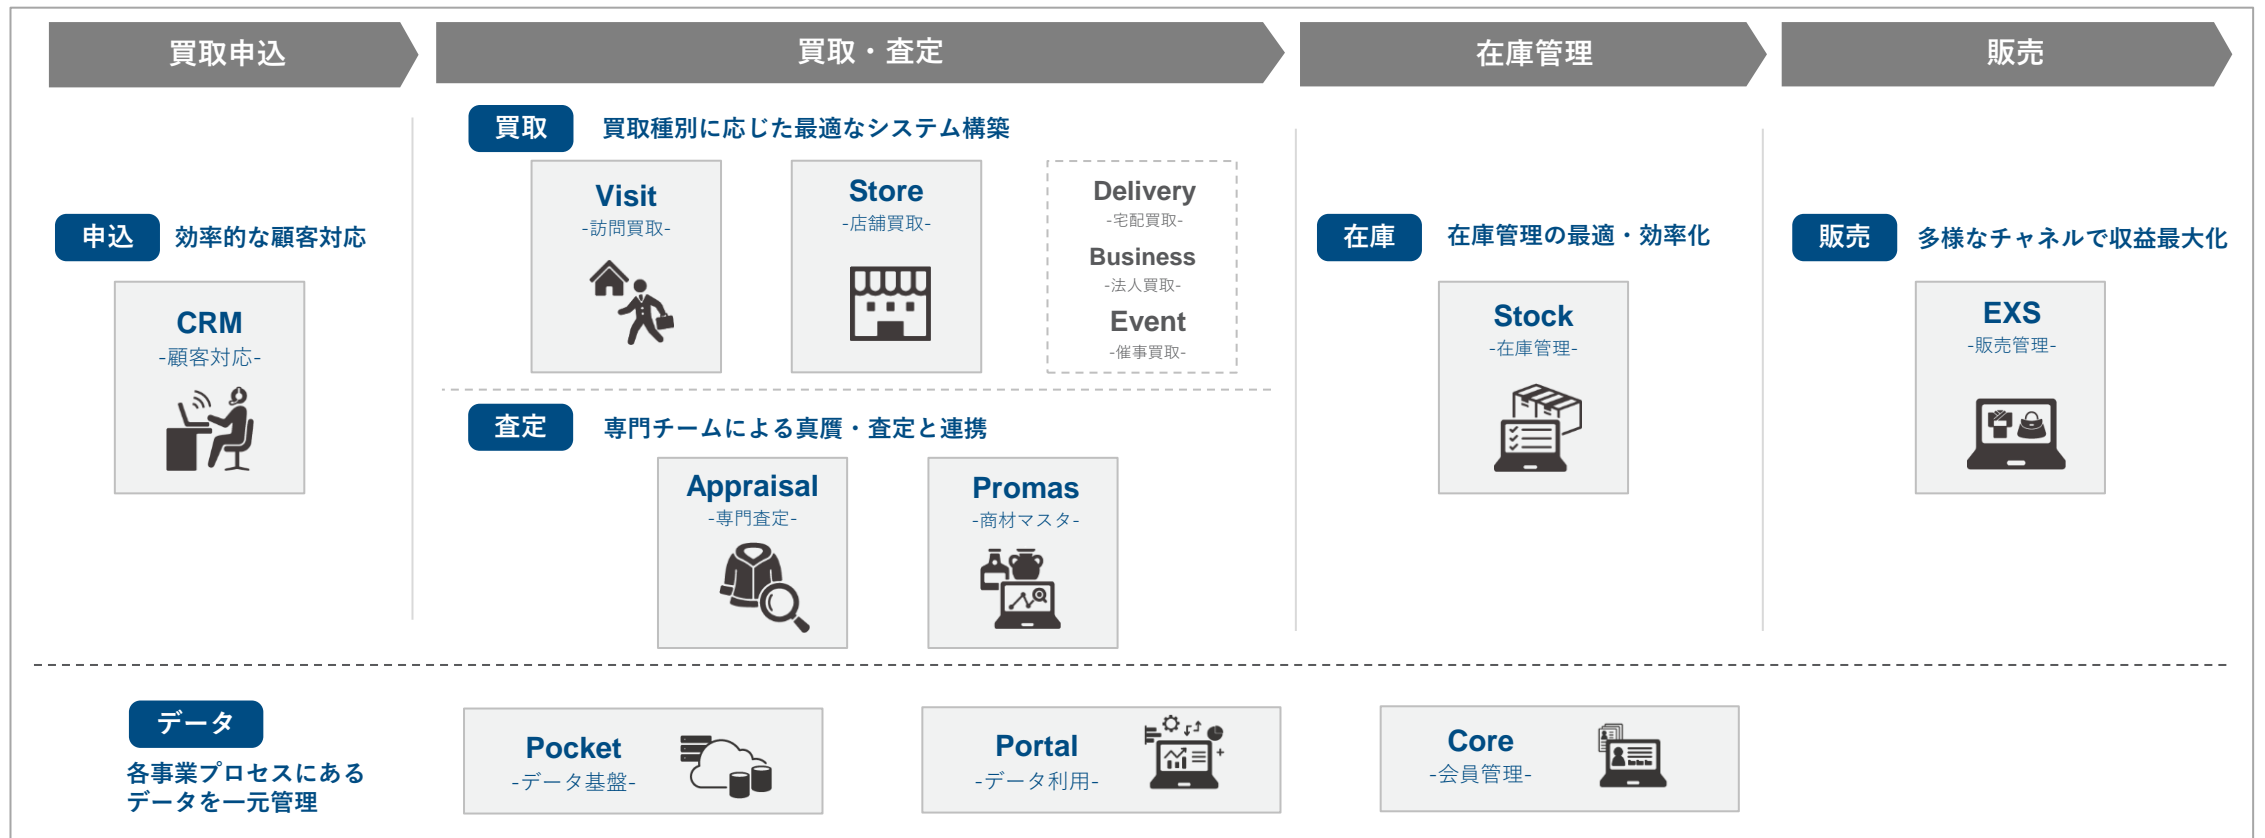 買取申込
買取・査定
在庫管理
販売
申込
効率的な顧客対応
CRM
-顧客対応-
買取
買取種別に応じた最適なシステム構築
Visit
-訪問買取-
Store
-店舗買取-
Delivery
-宅配買取-
Business
-法人買取-
Event
-催事買取-
査定
専門チームによる真贋・査定と連携
Appraisal
-専門査定-
Promas
-商材マスタ-
在庫
在庫管理の最適・効率化
Stock
-在庫管理-
販売
多様なチャネルで収益最大化
EXS
-販売管理-
データ
各事業プロセスにある
データを一元管理
Pocket
-データ基盤-
Portal
-データ利用-
Core
-会員管理-